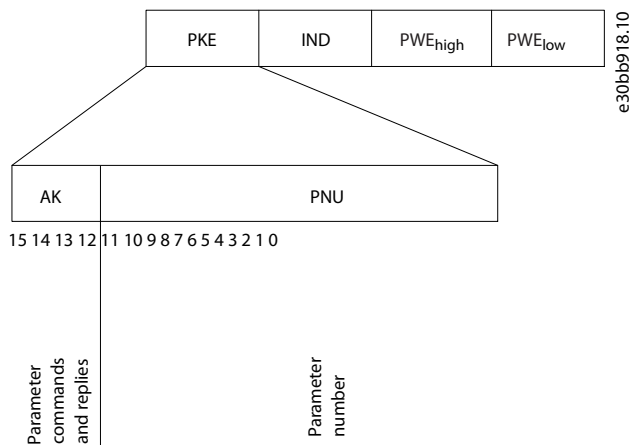 PKE IND PWEhigh PWElow
e30bb918.10
AK PNU
15 14 13 12 11 10 9 8 7 6 5 4 3 2 1 0
Parameter
commands
and replies
Parameter
number